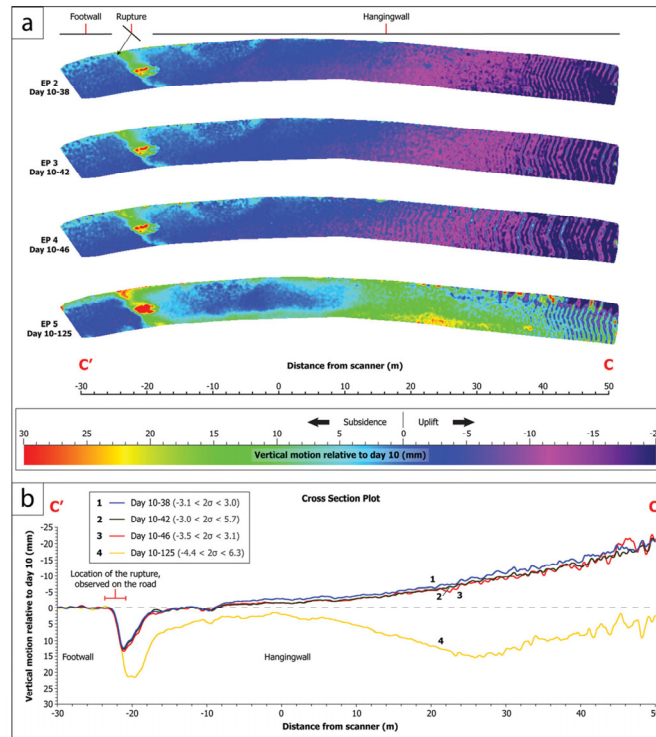 a
Footwall Rupture Hangingwall
EP 2
Day 10-38
EP 3
Day 10-42
EP 4
Day 10-46
EP 5
Day 10-125
C' Distance from scanner (m) C
-30 -20 -10 0 10 20 30 40 50
Subsidence Uplift
30 25 20 15 10 5 0 -5 -10 -15 -2
Vertical motion relative to day 10 (mm)
b
C' Cross Section Plot C
1 Day 10-38 (-3.1 < 2σ < 3.0)
2 Day 10-42 (-3.0 < 2σ < 5.7)
3 Day 10-46 (-3.5 < 2σ < 3.1)
4 Day 10-125 (-4.4 < 2σ < 6.3)
Location of the rupture,
observed on the road
Vertical motion relative to day 10 (mm)
-25
-20
-15
-10
-5
0
5
10
15
20
25
30
1
2 3
4
Footwall Hangingwall
-30 -20 -10 0 10 20 30 40 50
Distance from scanner (m)